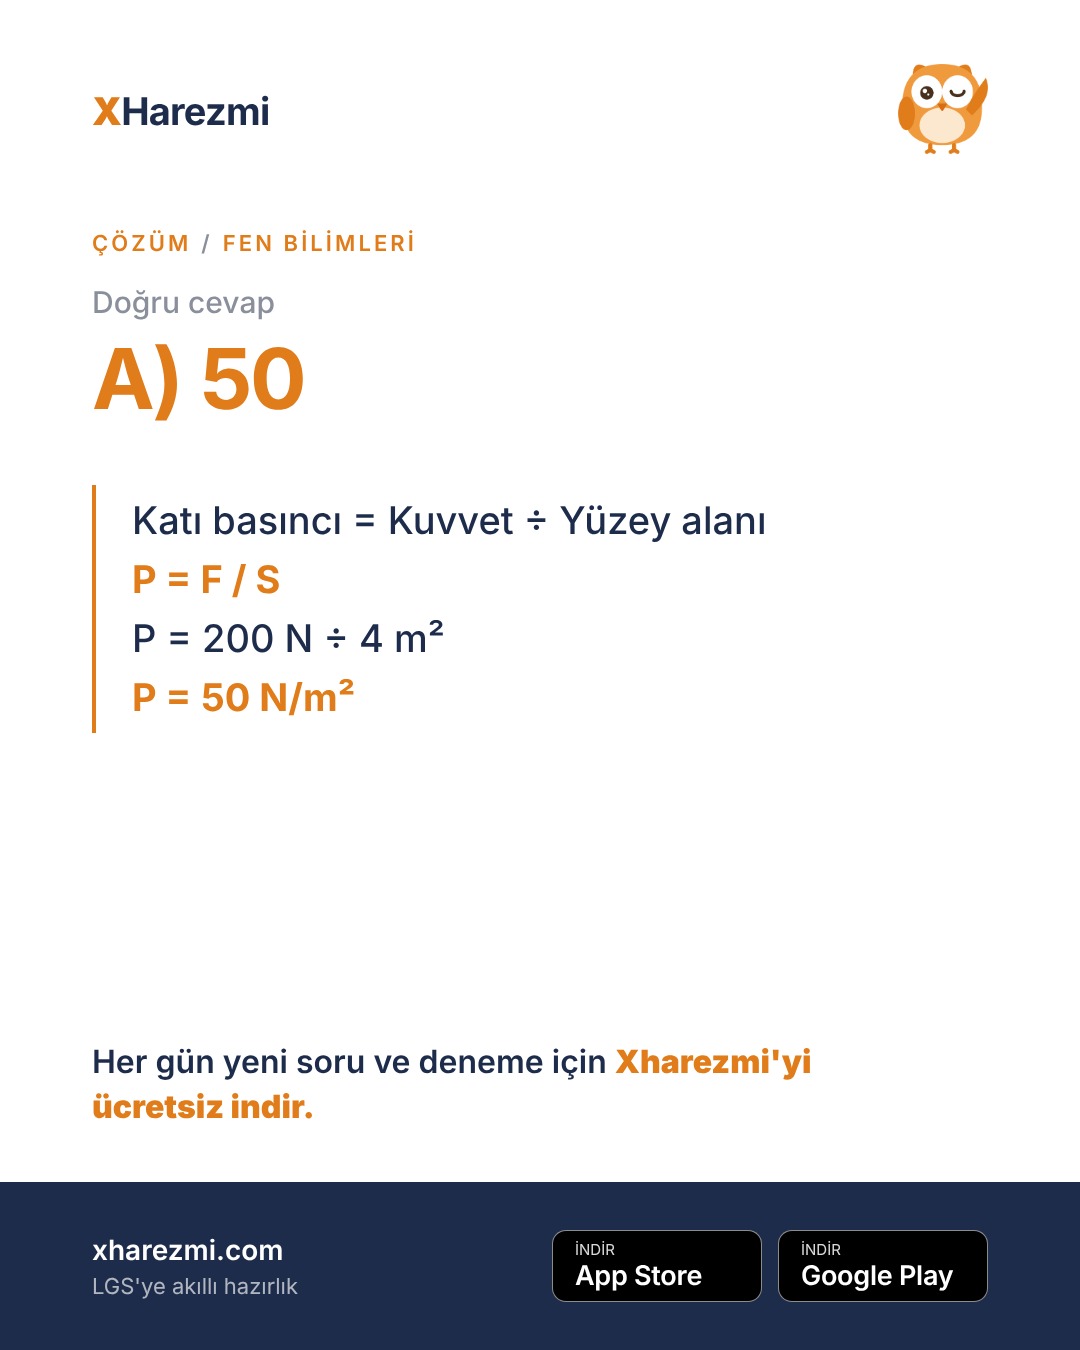 XHarezmi
ÇÖZÜM / FEN BİLİMLERİ
Doğru cevap
A) 50
Katı basıncı = Kuvvet ÷ Yüzey alanı
P = F / S
P = 200 N ÷ 4 m²
P = 50 N/m²
Her gün yeni soru ve deneme için Xharezmi'yi
ücretsiz indir.
xharezmi.com
LGS'ye akıllı hazırlık
İNDİR
App Store
İNDİR
Google Play